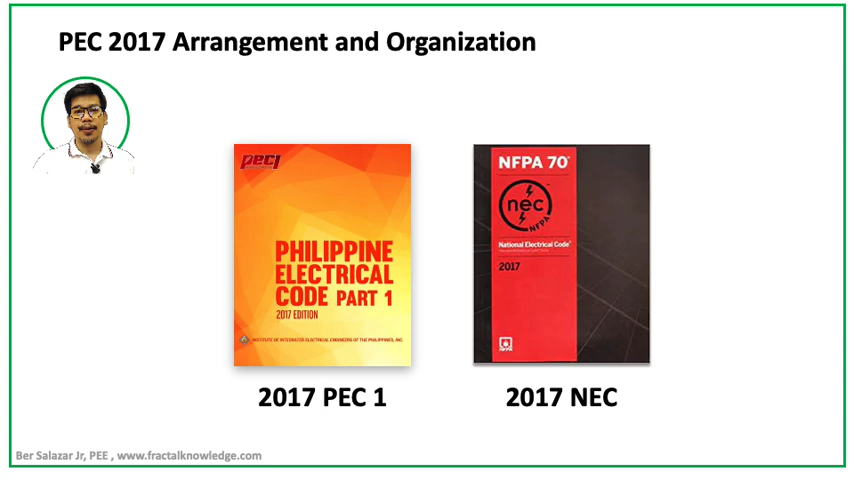 PEC 2017 Arrangement and Organization
pec1
PHILIPPINE
ELECTRICAL
CODE PART 1
2017 EDITION
INSTITUTE OF INTEGRATED ELECTRICAL ENGINEERS OF THE PHILIPPINES, INC.
NFPA 70®
nec
NFPA
National Electrical Code®
2017
NFPA
2017 PEC 1
2017 NEC
Ber Salazar Jr, PEE , www.fractalknowledge.com